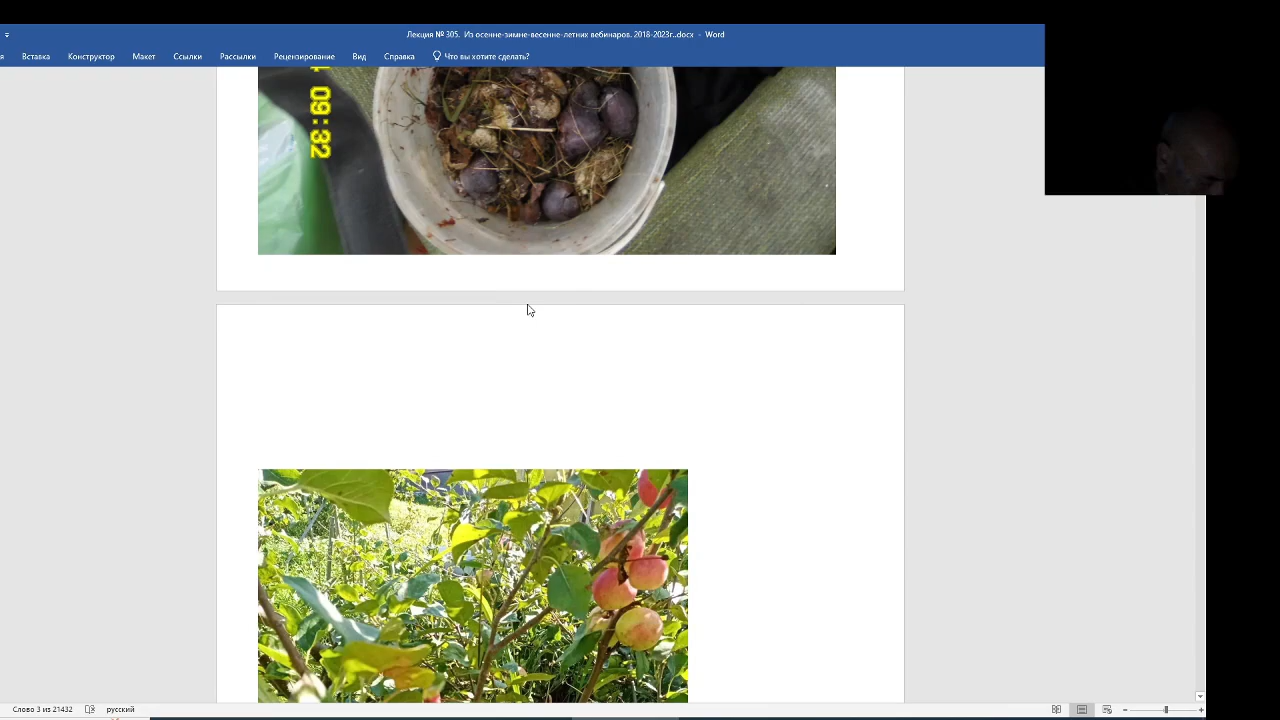 Лекция № 305. Из осенне-зимне-весенне-летних вебинаров. 2018-2023г..docx - Word
я Вставка Конструктор Макет Ссылки Рассылки Рецензирование Вид Справка Что вы хотите сделать?
09:32
Слово 3 из 21432 русский